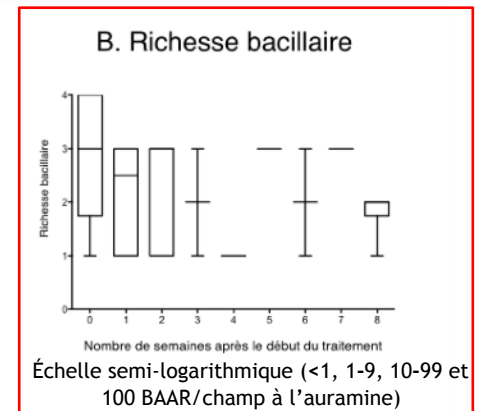 B. Richesse bacillaire
Richesse bacillaire
4
3
2
1
0
0 1 2 3 4 5 6 7 8
Nombre de semaines après le début du traitement
Échelle semi-logarithmique (<1, 1-9, 10-99 et
100 BAAR/champ à l'auramine)